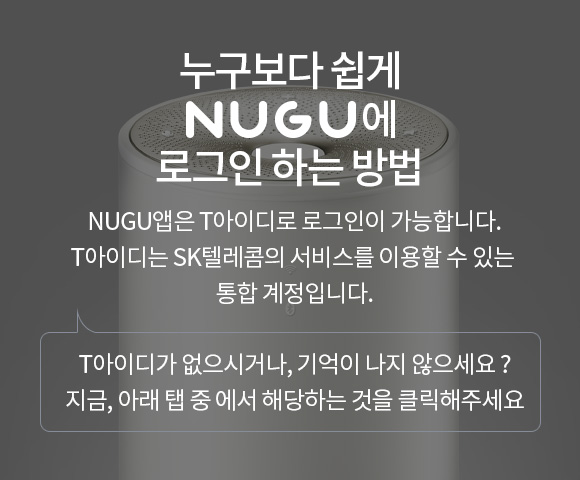 누구보다 쉽게
NUGU에
로그인 하는 방법
NUGU앱은 T아이디로 로그인이 가능합니다.
T아이디는 SK텔레콤의 서비스를 이용할 수 있는
통합 계정입니다.
T아이디가 없으시거나, 기억이 나지 않으세요 ?
지금, 아래 탭 중 에서 해당하는 것을 클릭해주세요